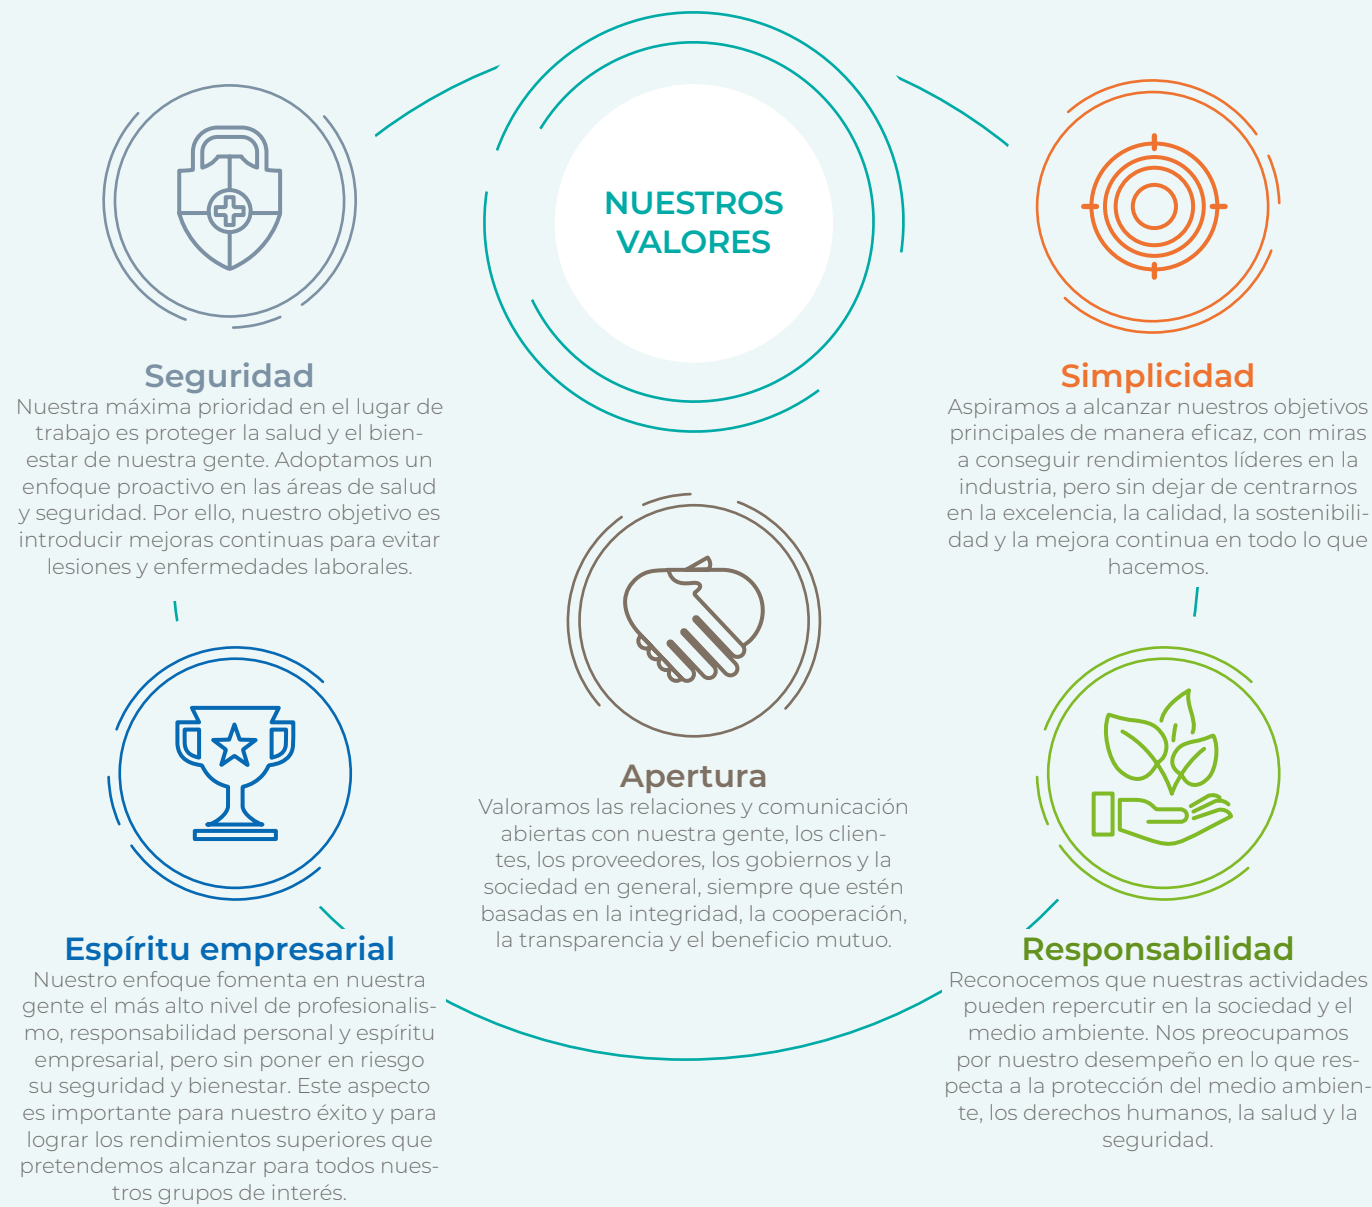 NUESTROS
VALORES
Seguridad
Nuestra máxima prioridad en el lugar de
trabajo es proteger la salud y el bien-
estar de nuestra gente. Adoptamos un
enfoque proactivo en las áreas de salud
y seguridad. Por ello, nuestro objetivo es
introducir mejoras continuas para evitar
lesiones y enfermedades laborales.
Simplicidad
Aspiramos a alcanzar nuestros objetivos
principales de manera eficaz, con miras
a conseguir rendimientos líderes en la
industria, pero sin dejar de centrarnos
en la excelencia, la calidad, la sostenibili-
dad y la mejora continua en todo lo que
hacemos.
Apertura
Valoramos las relaciones y comunicación
abiertas con nuestra gente, los clien-
tes, los proveedores, los gobiernos y la
sociedad en general, siempre que estén
basadas en la integridad, la cooperación,
la transparencia y el beneficio mutuo.
Espíritu empresarial
Nuestro enfoque fomenta en nuestra
gente el más alto nivel de profesionalis-
mo, responsabilidad personal y espíritu
empresarial, pero sin poner en riesgo
su seguridad y bienestar. Este aspecto
es importante para nuestro éxito y para
lograr los rendimientos superiores que
pretendemos alcanzar para todos nues-
tros grupos de interés.
Responsabilidad
Reconocemos que nuestras actividades
pueden repercutir en la sociedad y el
medio ambiente. Nos preocupamos
por nuestro desempeño en lo que res-
pecta a la protección del medio ambien-
te, los derechos humanos, la salud y la
seguridad.